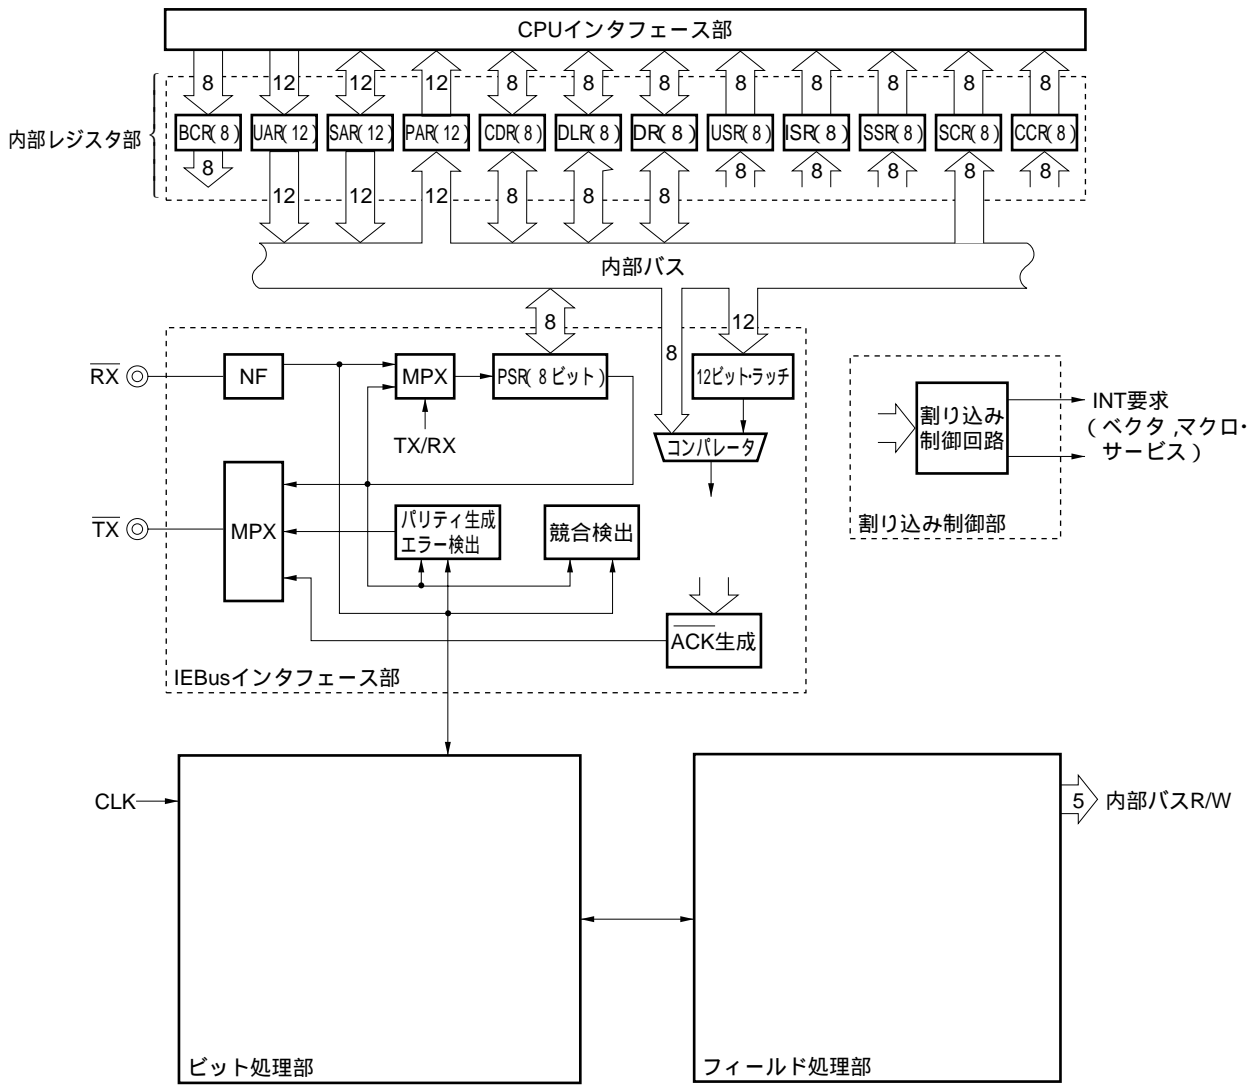 CPUインタフェース部
8 12 12 12 8 8 8 8 8 8 8 8
内部レジスタ部
BCR(8) UAR(12) SAR(12) PAR(12) CDR(8) DLR(8) DR(8) USR(8) ISR(8) SSR(8) SCR(8) CCR(8)
8 8 8 8 8 8
12 12 12 8 8 8
内部バス
8 12
8
RX
NF
MPX
PSR(8ビット)
12ビット・ラッチ
TX/RX
コンパレータ
割り込み
制御回路
INT要求
(ベクタ,マクロ・
サービス)
割り込み制御部
TX
MPX
パリティ生成
エラー検出
競合検出
ACK生成
IEBusインタフェース部
CLK
5
内部バスR/W
ビット処理部
フィールド処理部